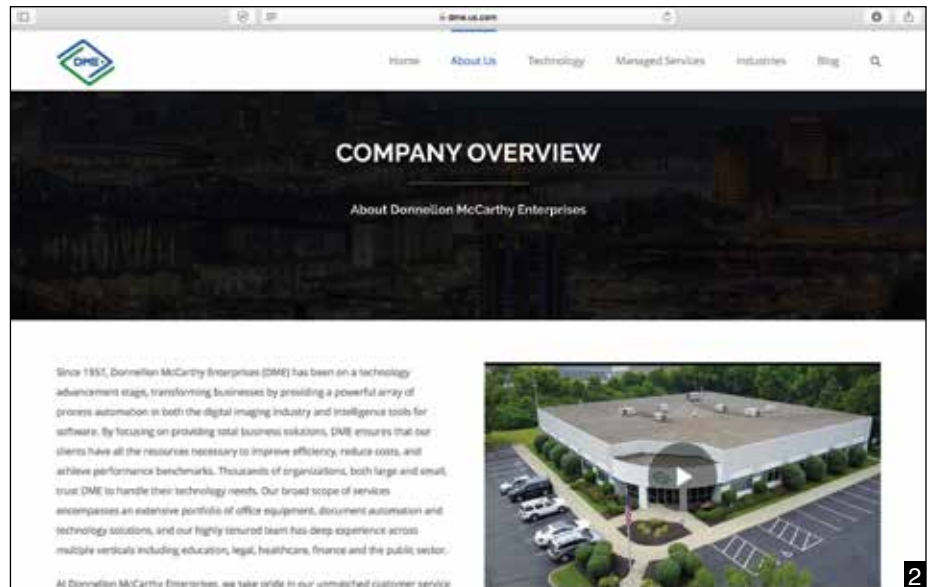 dme.us.com
DME
Home About Us Technology Managed Services Industries Blog
COMPANY OVERVIEW
About Donnellon McCarthy Enterprises
Since 1957, Donnellon McCarthy Enterprises (DME) has been on a technology
advancement stage, transforming businesses by providing a powerful array of
process automation in both the digital imaging industry and intelligence tools for
software. By focusing on providing total business solutions, DME ensures that our
clients have all the resources necessary to improve efficiency, reduce costs, and
achieve performance benchmarks. Thousands of organizations, both large and small,
trust DME to handle their technology needs. Our broad scope of services
encompasses an extensive portfolio of office equipment, document automation and
technology solutions, and our highly tenured team has deep experience across
multiple verticals including education, legal, healthcare, finance and the public sector.
At Donnellon McCarthy Enterprises, we take pride in our unmatched customer service
2